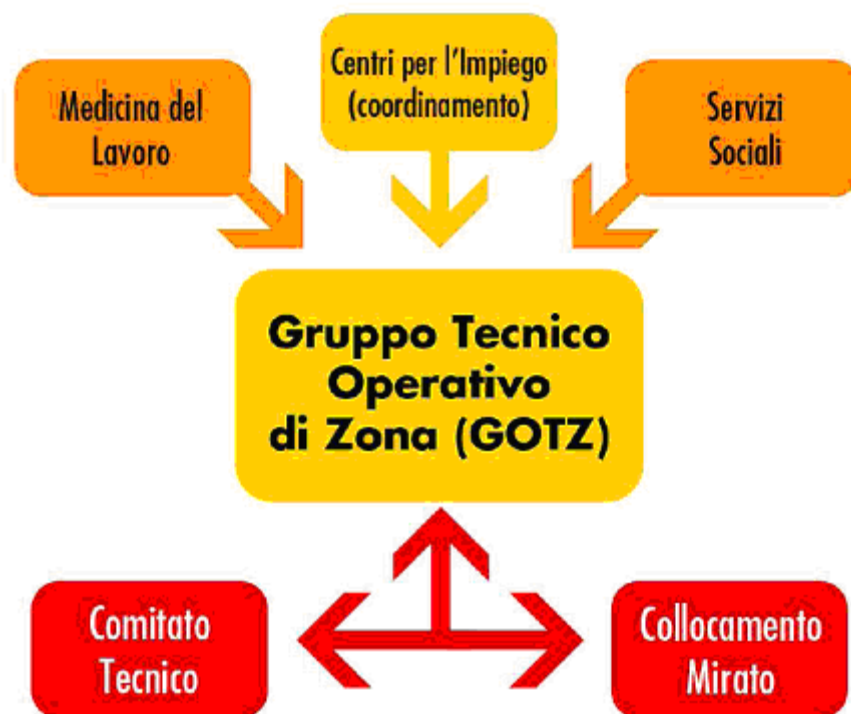 Centri per l'Impiego
(coordinamento)
Medicina del
Lavoro
Servizi
Sociali
Gruppo Tecnico
Operativo
di Zona (GOTZ)
Comitato
Tecnico
Collocamento
Mirato